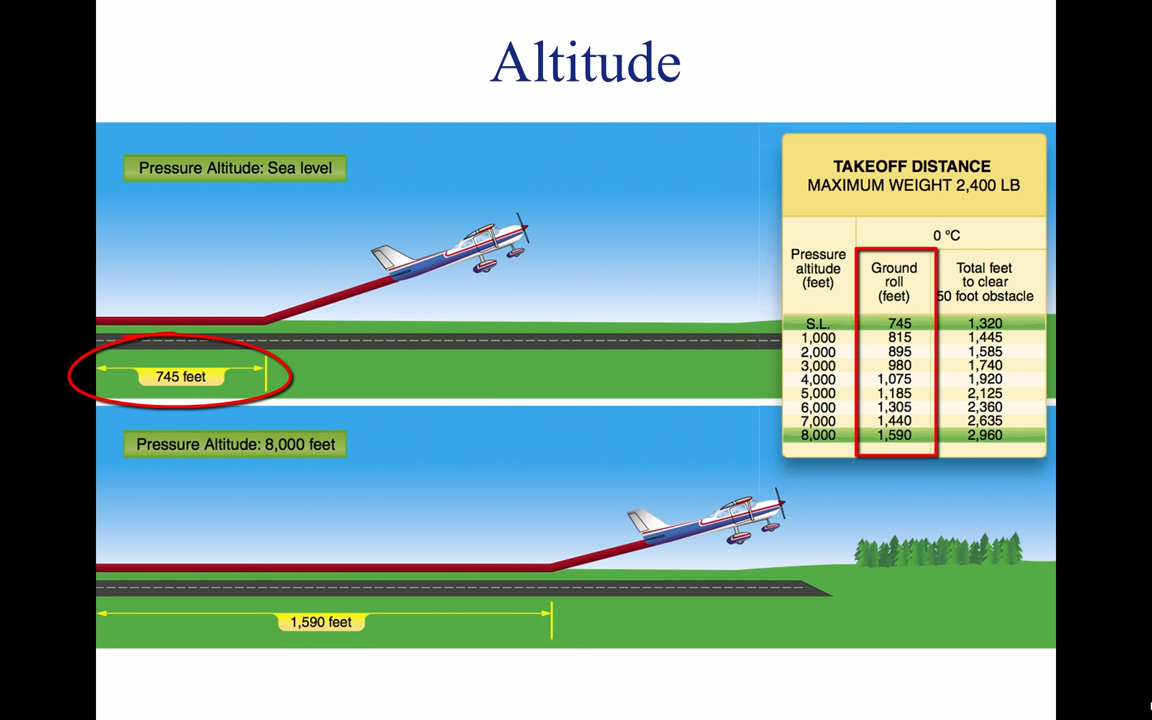 Altitude
Pressure Altitude: Sea level
745 feet
Pressure Altitude: 8,000 feet
1,590 feet
TAKEOFF DISTANCE
MAXIMUM WEIGHT 2,400 LB
0 °C
Pressure
altitude
(feet)
Ground
roll
(feet)
Total feet
to clear
50 foot obstacle
S.L. 745 1,320
1,000 815 1,445
2,000 895 1,585
3,000 980 1,740
4,000 1,075 1,920
5,000 1,185 2,125
6,000 1,305 2,360
7,000 1,440 2,635
8,000 1,590 2,960